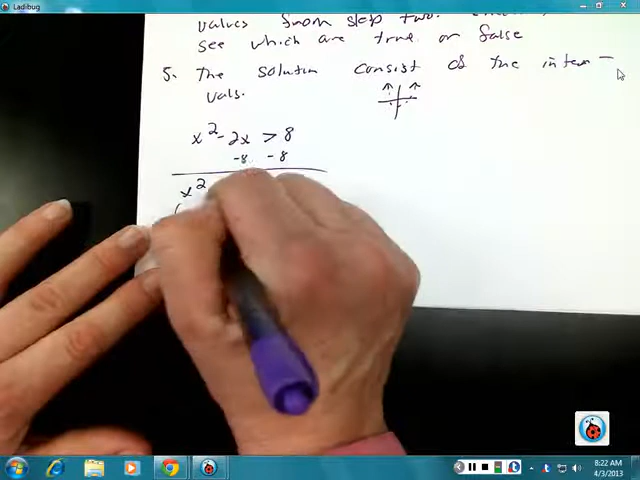 Ladibug
values from step two.
see which are true or false
5. The solution consist of the inter-
vals.
x² - 2x > 8
-8 -8
x²
(
8:22 AM
4/3/2013